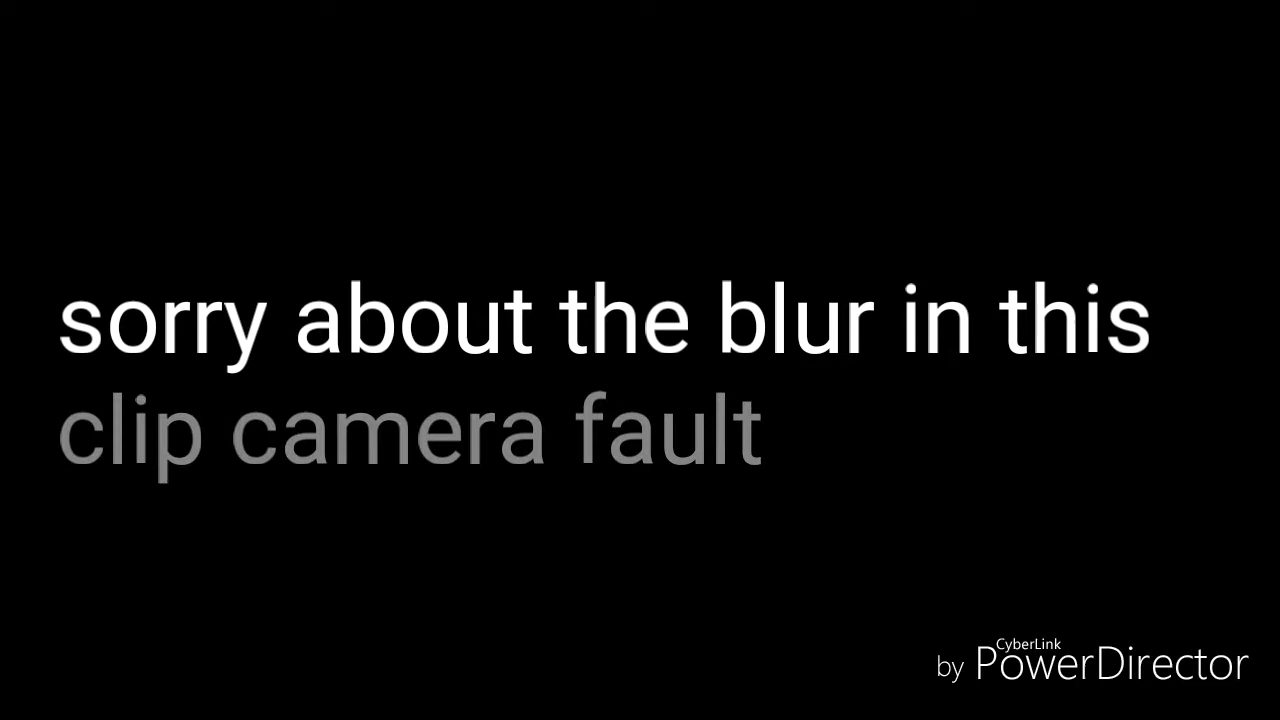 sorry about the blur in this
clip camera fault
CyberLink
by PowerDirector